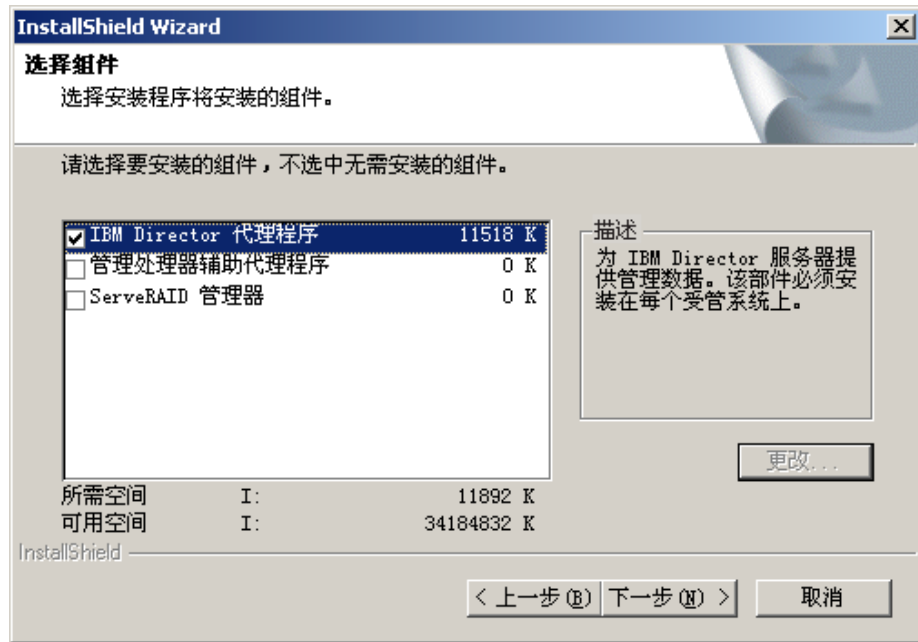 InstallShield Wizard
选择组件
选择安装程序将安装的组件。
请选择要安装的组件，不选中无需安装的组件。
IBM Director 代理程序 11518 K
管理处理器辅助代理程序 0 K
ServeRAID 管理器 0 K
描述
为 IBM Director 服务器提
供管理数据。该部件必须安
装在每个受管系统上。
更改...
所需空间 I: 11892 K
可用空间 I: 34184832 K
InstallShield
< 上一步(B) 下一步(N) > 取消